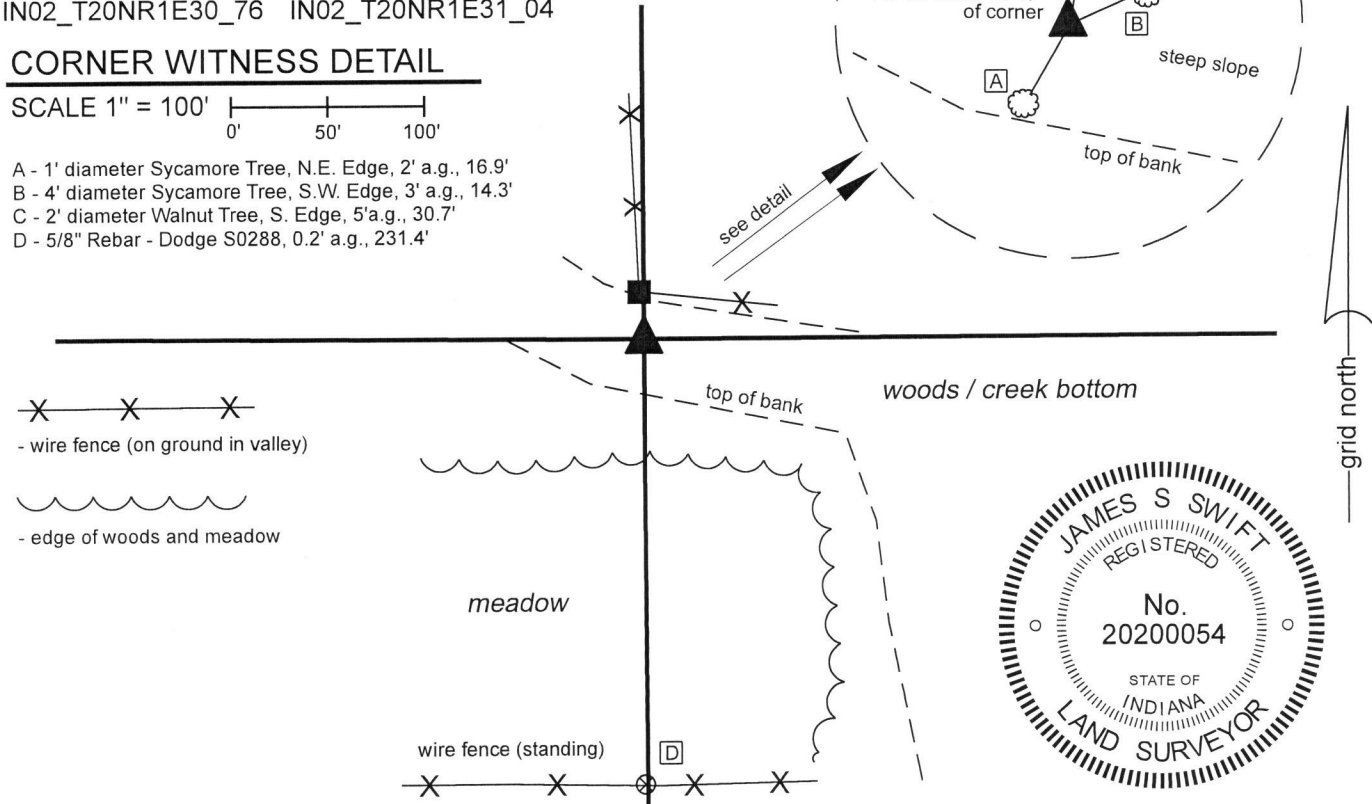 IN02_T20NR1E30_76 IN02_T20NR1E31_04
of corner
B
CORNER WITNESS DETAIL
steep slope
A
SCALE 1" = 100'
0' 50' 100'
top of bank
A - 1' diameter Sycamore Tree, N.E. Edge, 2' a.g., 16.9'
B - 4' diameter Sycamore Tree, S.W. Edge, 3' a.g., 14.3'
C - 2' diameter Walnut Tree, S. Edge, 5'a.g., 30.7'
D - 5/8" Rebar - Dodge S0288, 0.2' a.g., 231.4'
see detail
top of bank
woods / creek bottom
grid north
- wire fence (on ground in valley)
- edge of woods and meadow
meadow
JAMES S SWIFT
REGISTERED
No.
20200054
STATE OF
INDIANA
LAND SURVEYOR
wire fence (standing)
D